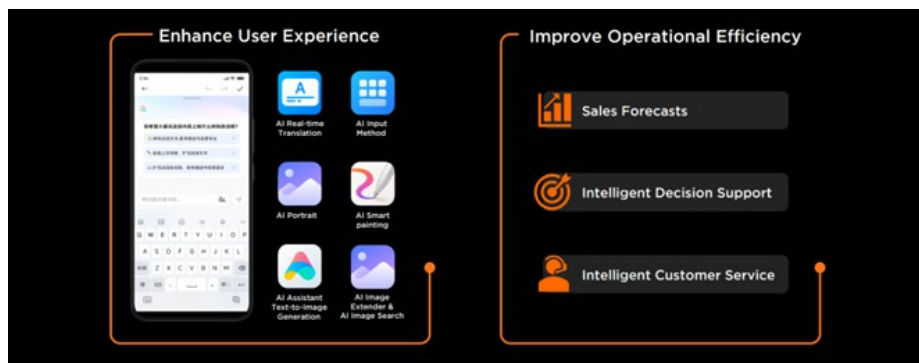 Enhance User Experience
AI Real-time
Translation
AI Input
Method
AI Portrait
AI Smart
painting
AI Assistant
Text-to-Image
Generation
AI Image
Extender &
AI Image Search
A
Q W E R T Y U I O P
A S D F G H J K L
Z X C V B N M
Improve Operational Efficiency
Sales Forecasts
Intelligent Decision Support
Intelligent Customer Service